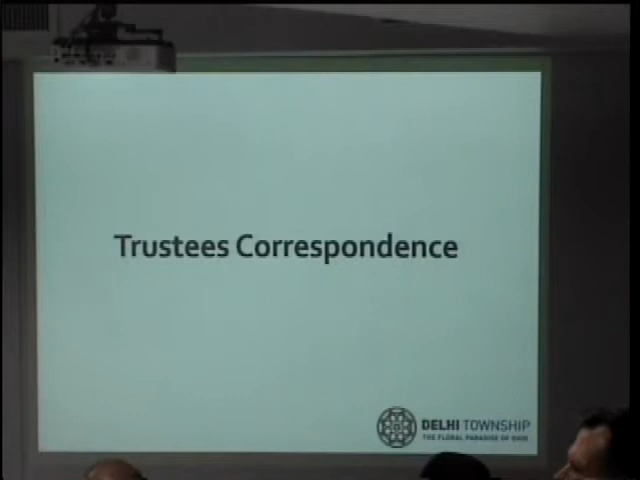 Trustees Correspondence
DELHI TOWNSHIP
THE FLORAL PARADISE OF OHIO